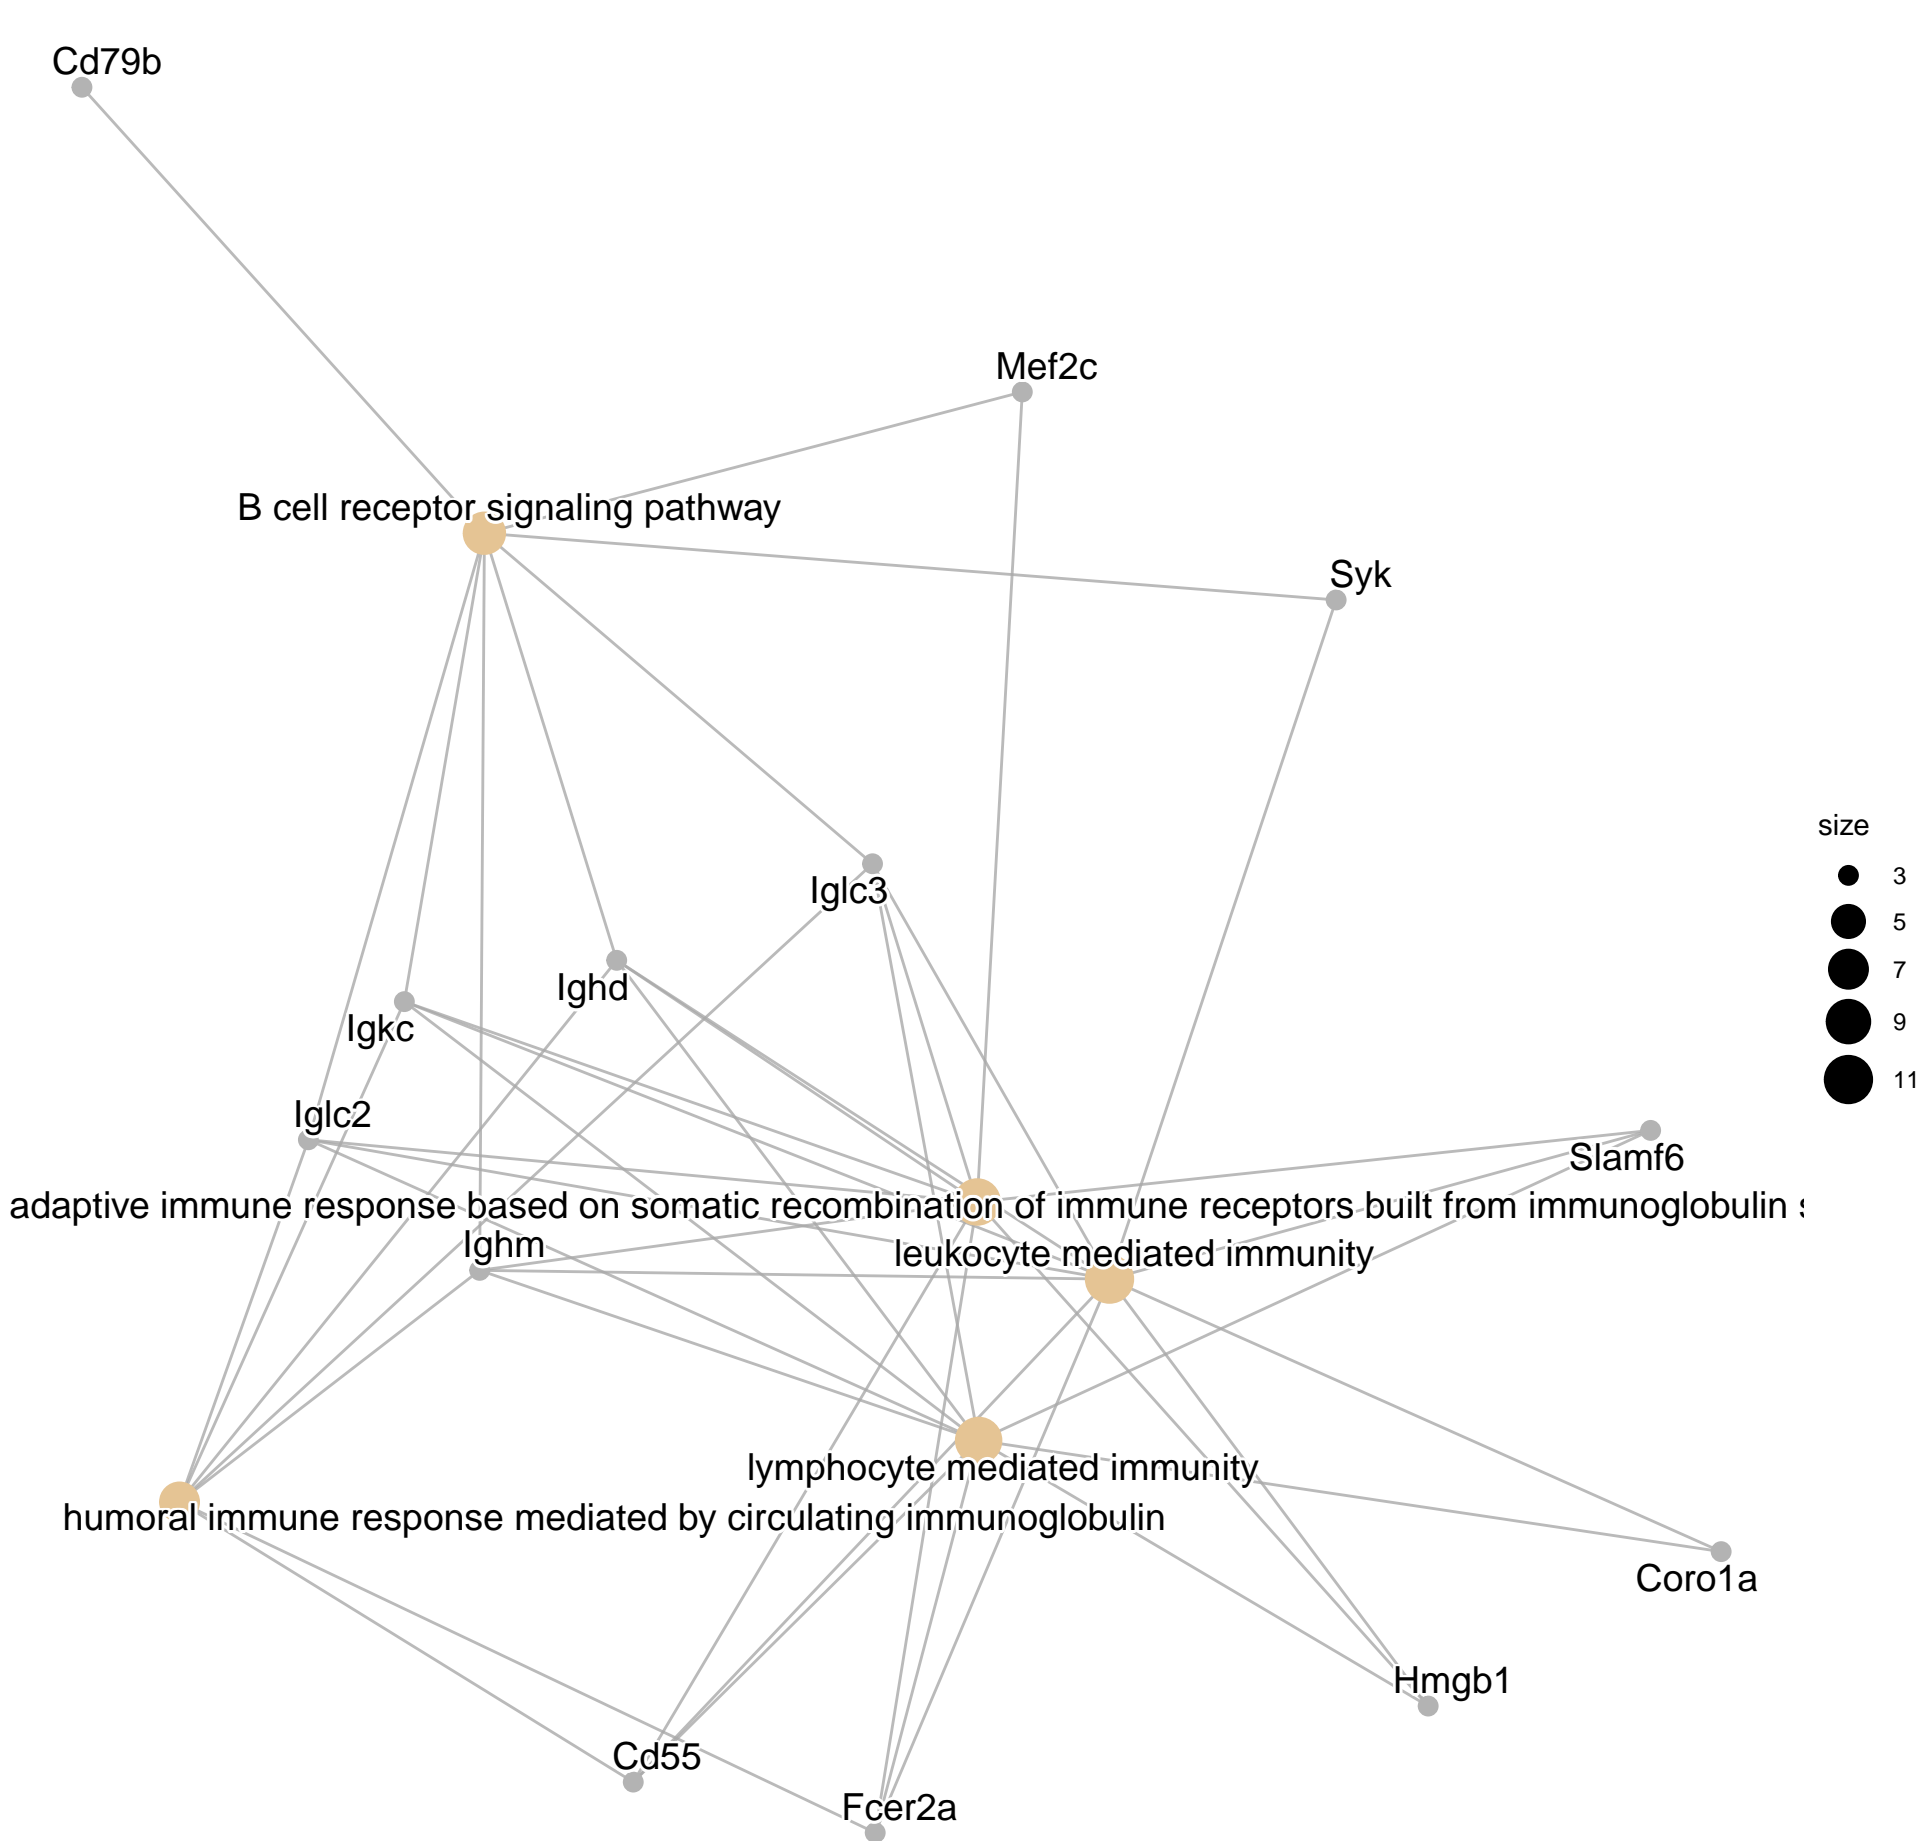 Cd79b
Mef2c
B cell receptor signaling pathway
Syk
size
3
Iglc3
5
7
Ighd
9
Igkc
11
Iglc2
Slamf6
adaptive immune response based on somatic recombination of immune receptors built from immunoglobulin s
Ighm
leukocyte mediated immunity
lymphocyte mediated immunity
humoral immune response mediated by circulating immunoglobulin
Coro1a
Hmgb1
Cd55
Fcer2a